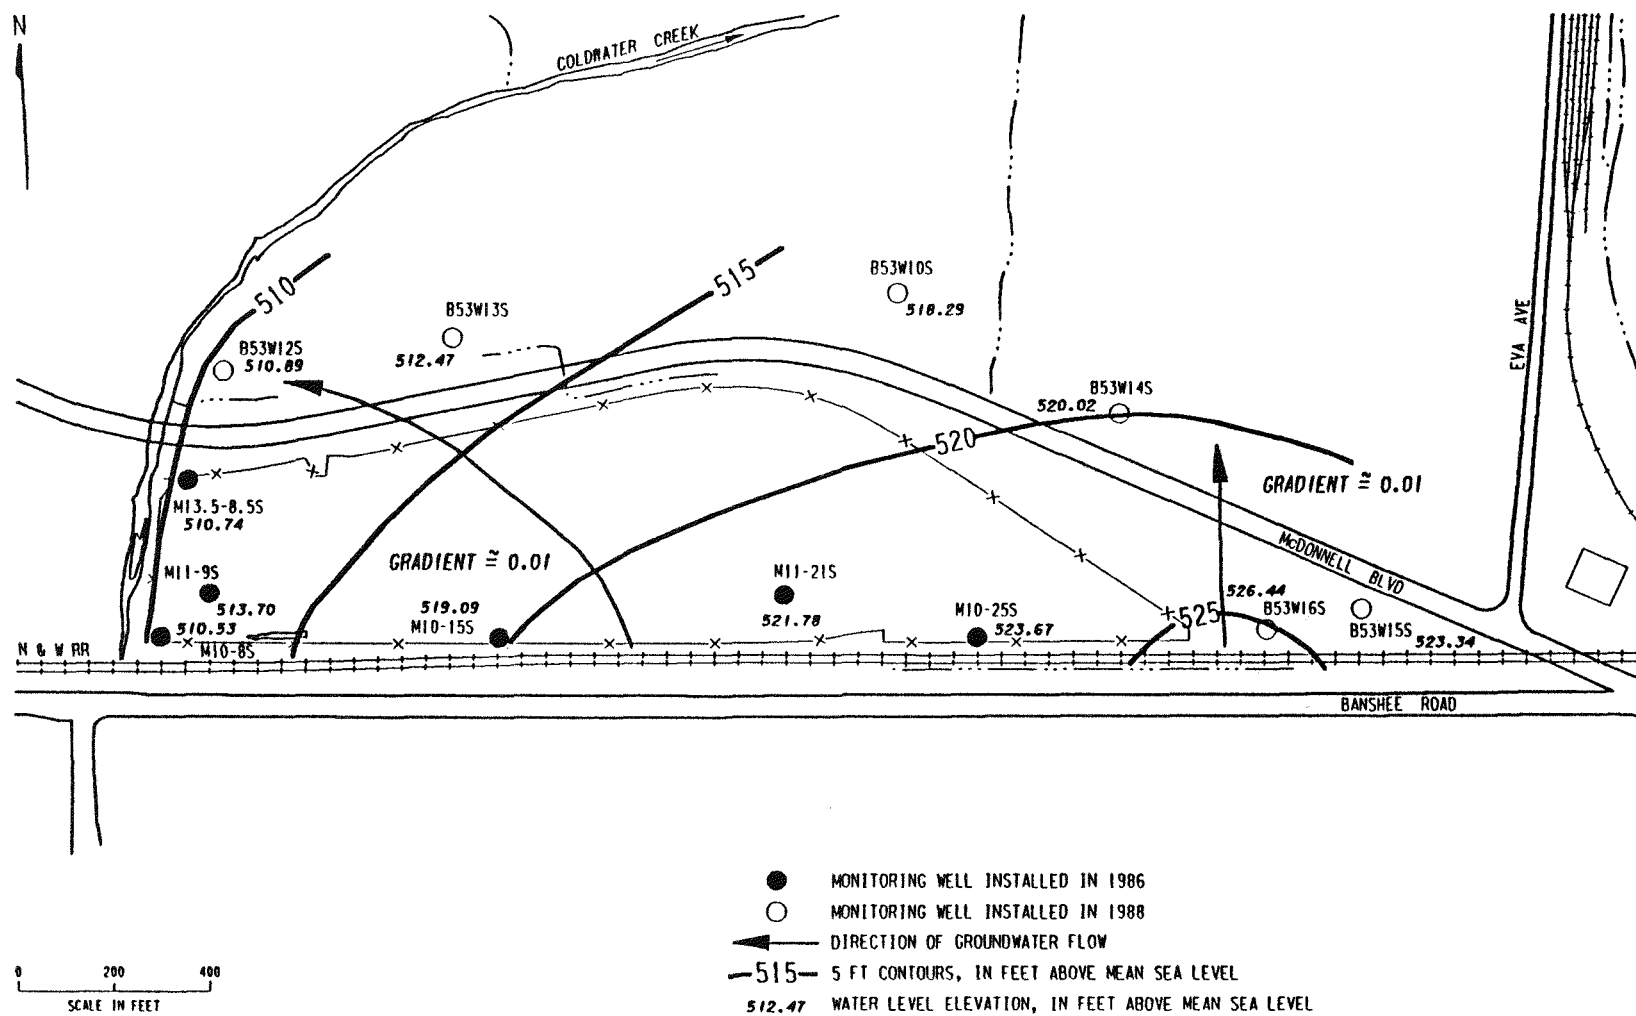 N
COLDWATER CREEK
510
515
B53W10S
518.29
B53W13S
512.47
B53W12S
510.89
EVA AVE
B53W14S
520.02
520
GRADIENT ≅ 0.01
M13.5-8.5S
510.74
GRADIENT ≅ 0.01
McDONNELL BLVD
M11-9S
513.70
510.53
M10-8S
519.09
M10-15S
M11-21S
521.78
M10-25S
523.67
525
526.44
B53W16S
B53W15S
523.34
N & W RR
BANSHEE ROAD
MONITORING WELL INSTALLED IN 1986
MONITORING WELL INSTALLED IN 1988
DIRECTION OF GROUNDWATER FLOW
515 5 FT CONTOURS, IN FEET ABOVE MEAN SEA LEVEL
512.47 WATER LEVEL ELEVATION, IN FEET ABOVE MEAN SEA LEVEL
0 200 400
SCALE IN FEET